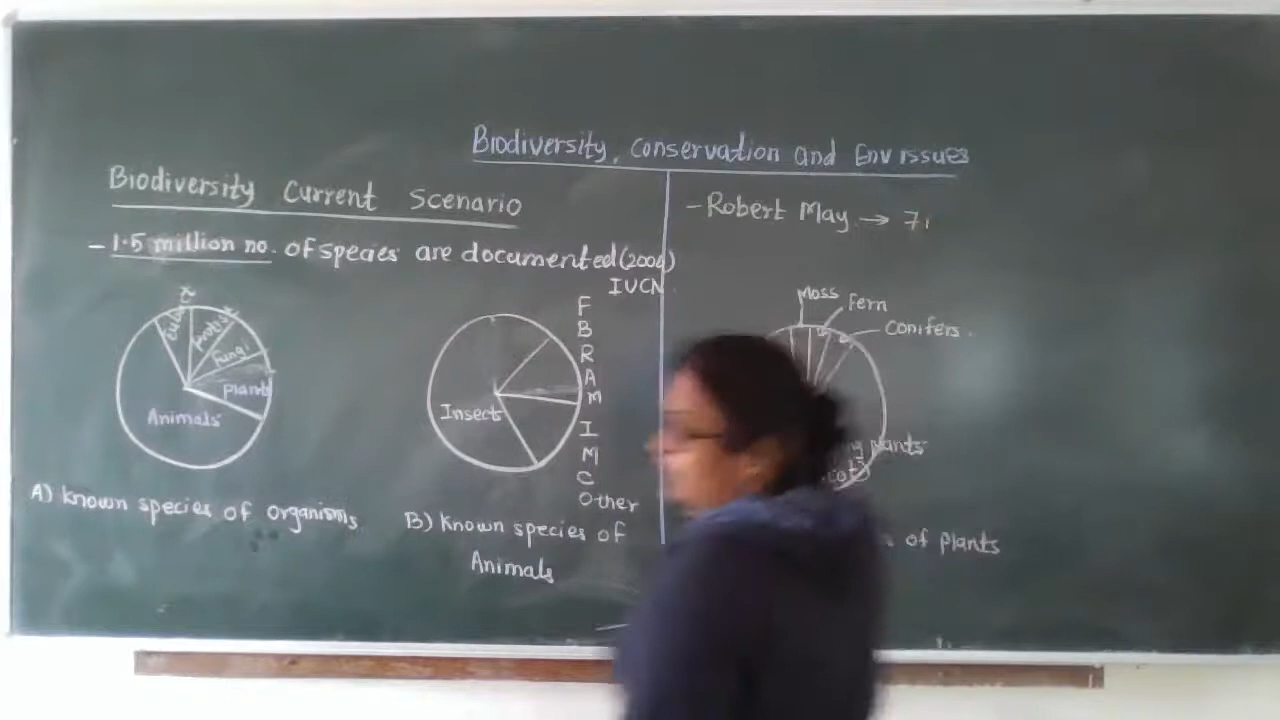 Biodiversity, Conservation and Env issues
Biodiversity Current Scenario
- 1.5 million no. of species are documented (2004)
IUCN
Protist
Fungi
Plants
Animals
A) Known species of organisms
Insects
F
B
R
A
M
I
M
C
Other
B) Known species of
Animals
- Robert May → 7
Moss
Fern
Conifers.
plants
of plants